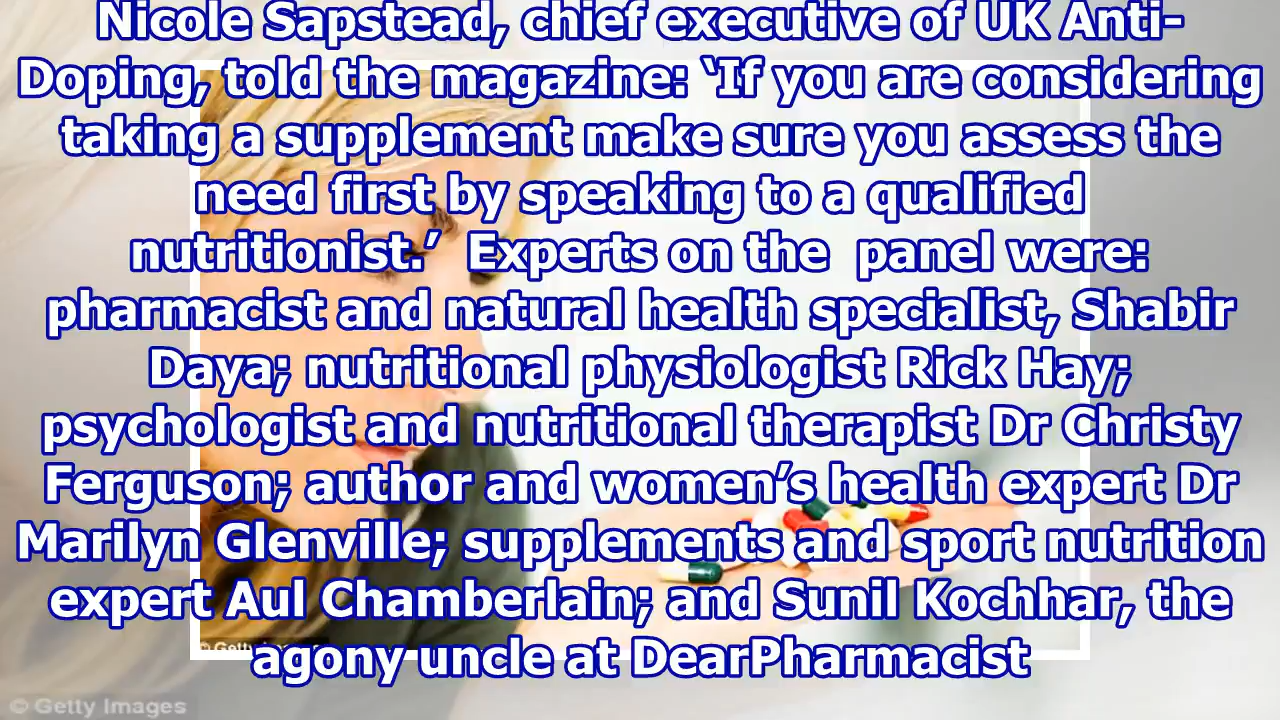 Nicole Sapstead, chief executive of UK Anti-
Doping, told the magazine: ‘If you are considering
taking a supplement make sure you assess the
need first by speaking to a qualified
nutritionist.’  Experts on the  panel were:
pharmacist and natural health specialist, Shabir
Daya; nutritional physiologist Rick Hay;
psychologist and nutritional therapist Dr Christy
Ferguson; author and women’s health expert Dr
Marilyn Glenville; supplements and sport nutrition
expert Aul Chamberlain; and Sunil Kochhar, the
agony uncle at DearPharmacist
© Getty Images